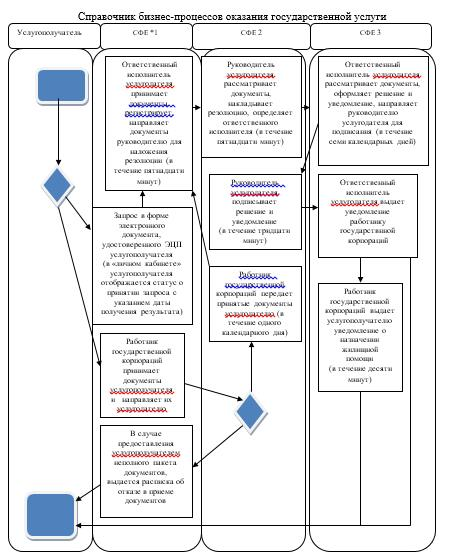 Справочник бизнес-процессов оказания государственной услуги
Услугополучатель
СФЕ *1
СФЕ 2
СФЕ 3
Ответственный
исполнитель
услугодателя
принимает
документы,
регистрирует,
направляет
документы
руководителю для
наложения
резолюции (в
течение пятнадцати
минут)
Запрос в форме
электронного
документа,
удостоверенного ЭЦП
услугополучателя
(в «личном кабинете»
услугополучателя
отображается статус о
принятии запроса с
указанием даты
получения результата)
Работник
государственной
корпораций
принимает
документы
услугополучателя
и направляет их
услугодателю
В случае
предоставления
услугополучателем
неполного пакета
документов,
выдается расписка об
отказе в приеме
документов
Руководитель
услугодателя,
рассматривает
документы,
накладывает
резолюцию, определяет
ответственного
исполнителя (в течение
пятнадцати минут)
Руководитель
услугодателя
подписывает
решение и
уведомление
(в течение тридцати
минут)
Работник
государственной
корпораций передает
принятые документы
услугодателю (в
течение одного
календарного дня)
Ответственный
исполнитель услугодателя,
рассматривает документы,
оформляет решение и
уведомление, направляет
руководителю
услугодателя для
подписания (в течение
семи календарных дней)
Ответственный
исполнитель
услугодателя выдает
уведомление
работнику
государственной
корпораций
Работник
государственной
корпораций выдает
услугополучателю
уведомление о
назначении
жилищной
помощи
(в течение десяти
минут)